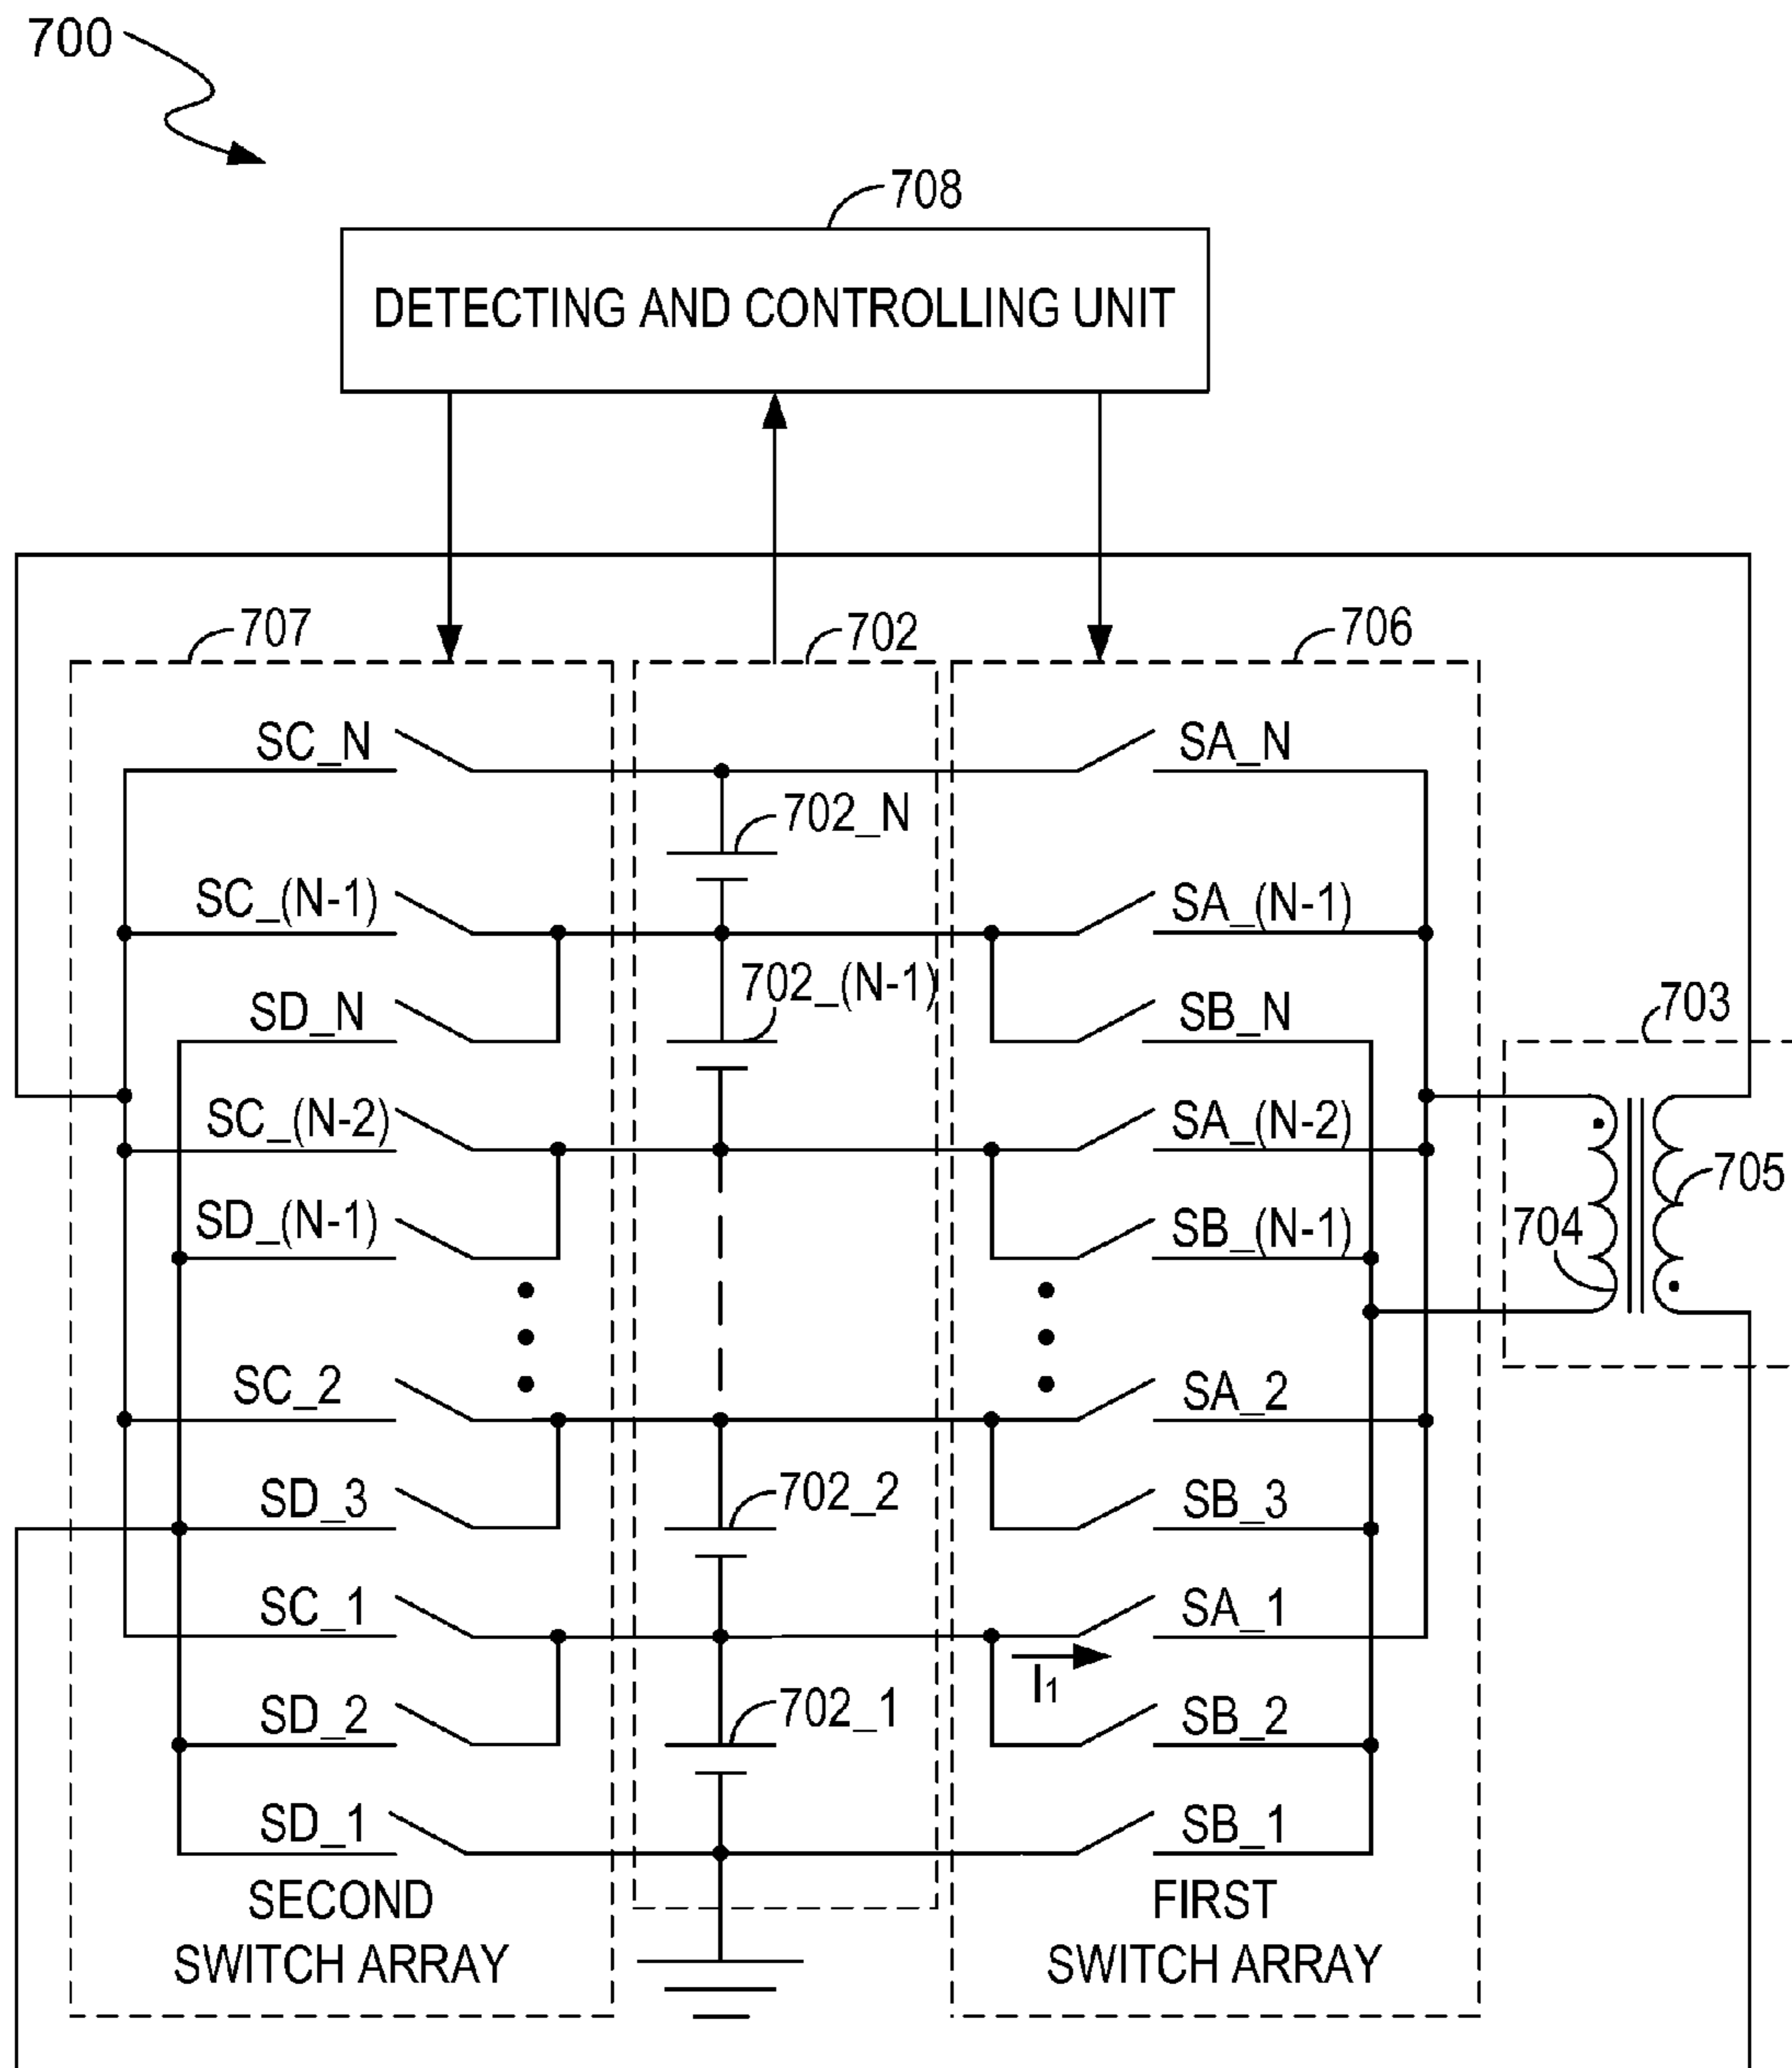 700
708
DETECTING AND CONTROLLING UNIT
707
702
706
SC_N
SA_N
702_N
SC_(N-1)
SA_(N-1)
702_(N-1)
SD_N
SB_N
703
SC_(N-2)
SA_(N-2)
705
SD_(N-1)
SB_(N-1)
704
SC_2
SA_2
SD_3
702_2
SB_3
SC_1
SA_1
I1
SD_2
702_1
SB_2
SD_1
SB_1
SECOND
SWITCH ARRAY
FIRST
SWITCH ARRAY